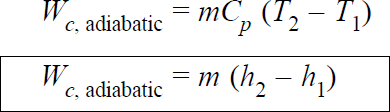 W_c, adiabatic = mC_p (T_2 – T_1)
W_c, adiabatic = m (h_2 – h_1)